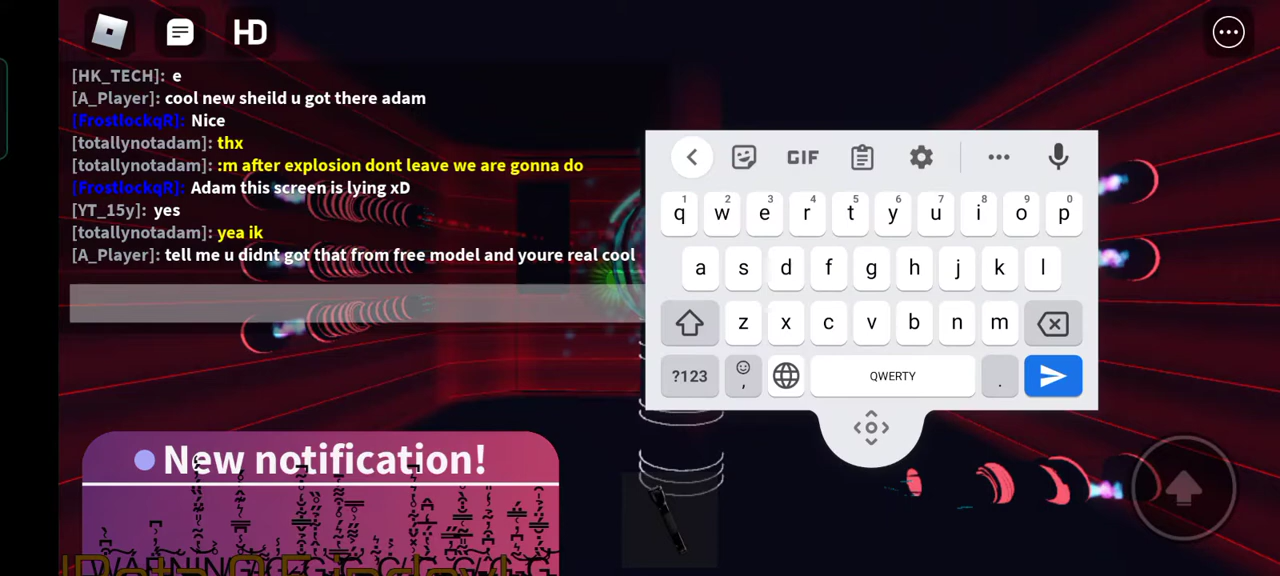 HD
[HK_TECH]: e
[A_Player]: cool new sheild u got there adam
[FrostlockqR]: Nice
[totallynotadam]: thx
[totallynotadam]: :m after explosion dont leave we are gonna do
[FrostlockqR]: Adam this screen is lying xD
[YT_15y]: yes
[totallynotadam]: yea ik
[A_Player]: tell me u didnt got that from free model and youre real cool
GIF
1 2 3 4 5 6 7 8 9 0
q w e r t y u i o p
a s d f g h j k l
z x c v b n m
?123 , QWERTY .
New notification!